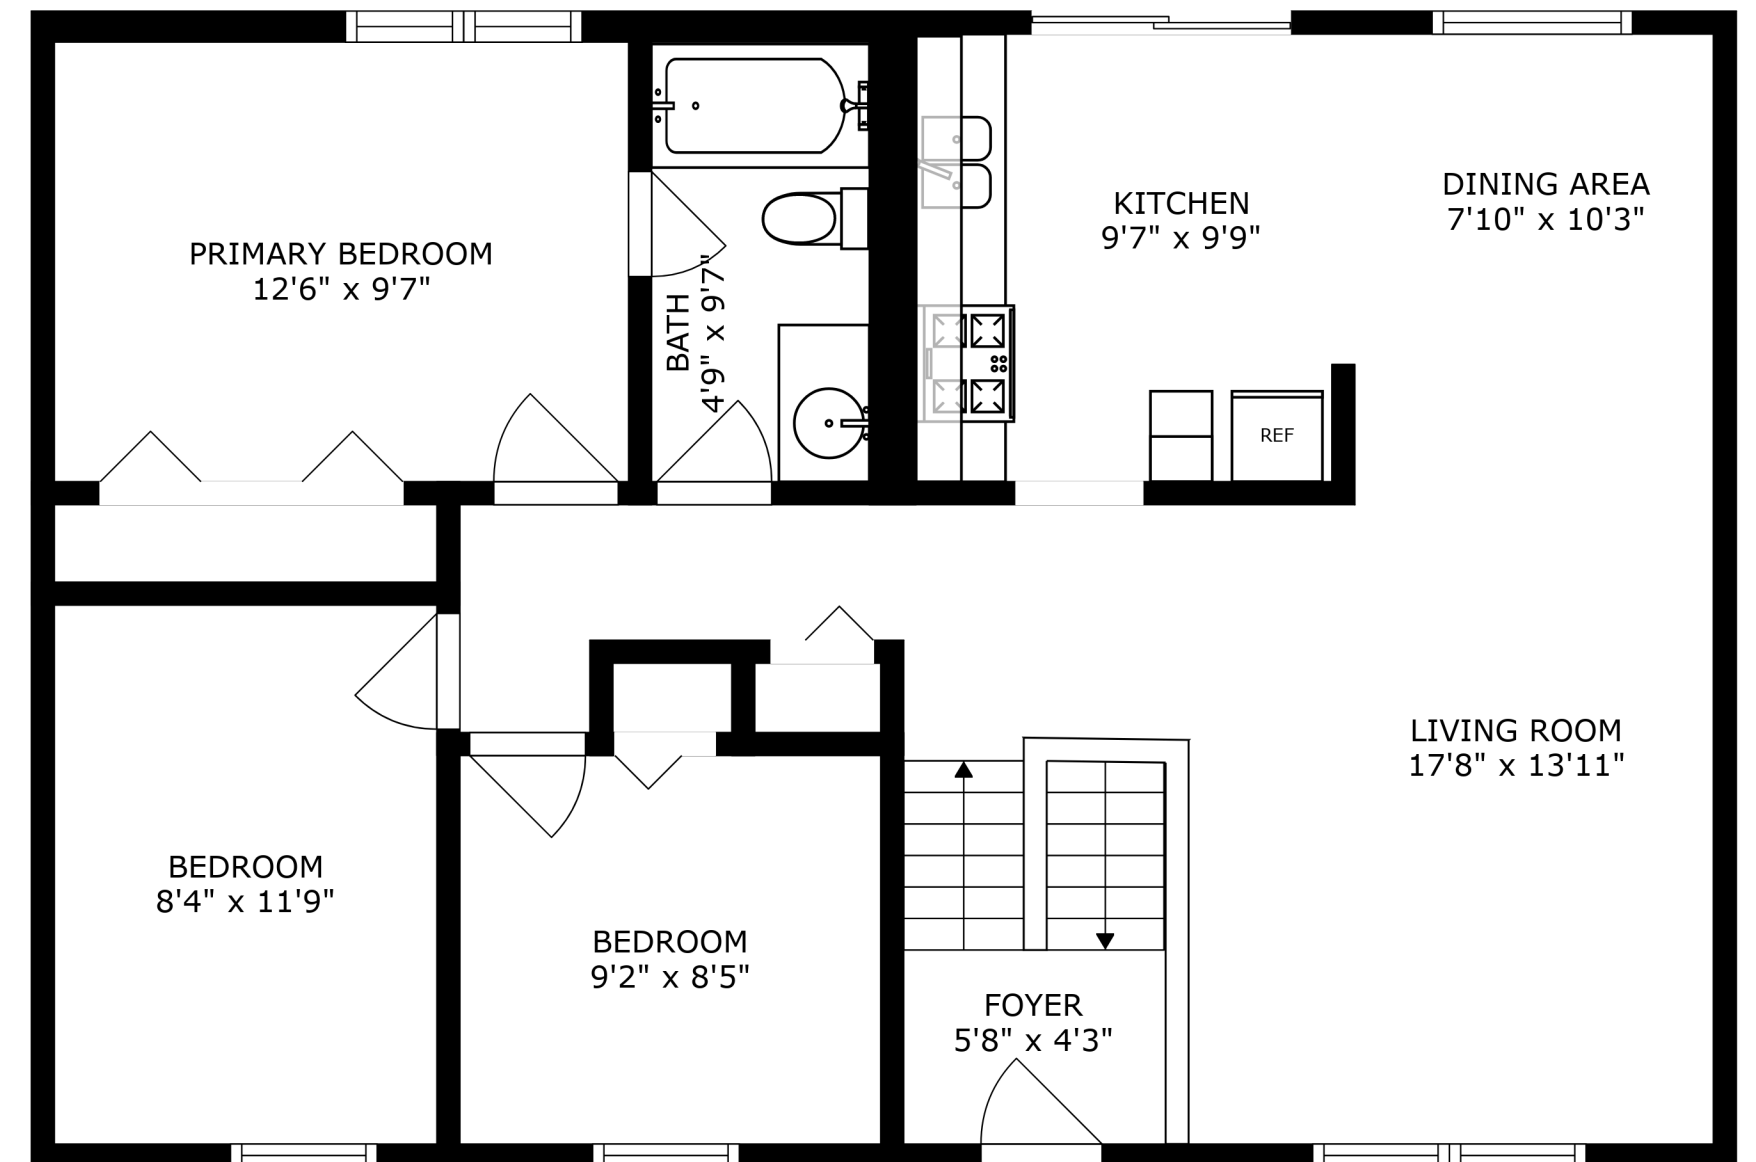 PRIMARY BEDROOM
12'6" x 9'7"
BATH
4'9" x 9'7"
KITCHEN
9'7" x 9'9"
DINING AREA
7'10" x 10'3"
REF
LIVING ROOM
17'8" x 13'11"
BEDROOM
8'4" x 11'9"
BEDROOM
9'2" x 8'5"
FOYER
5'8" x 4'3"